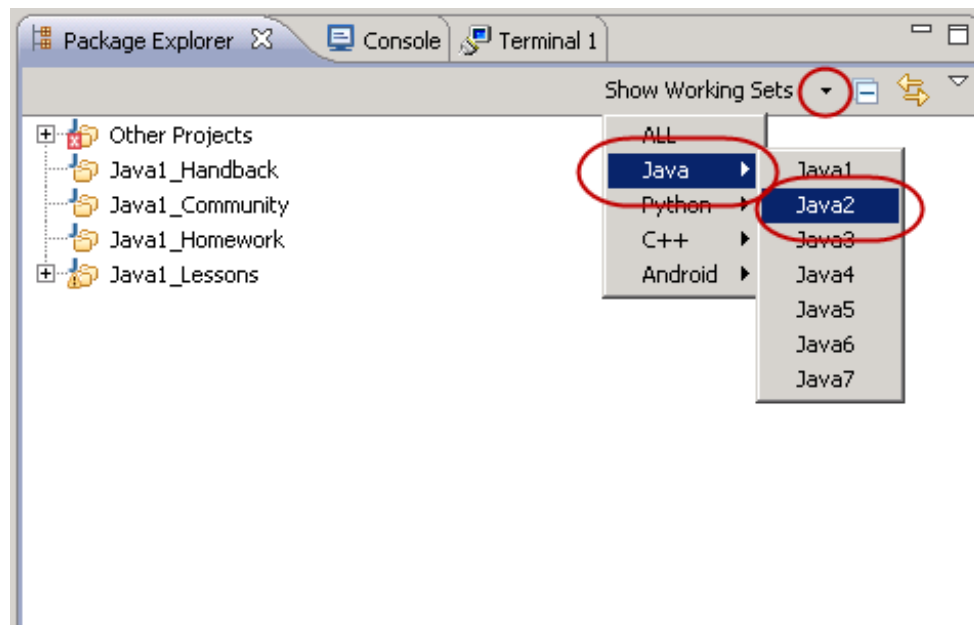 Package Explorer Console Terminal 1
Show Working Sets
Other Projects
Java1_Handback
Java1_Community
Java1_Homework
Java1_Lessons
ALL
Java
Python
C++
Android
Java1
Java2
Java3
Java4
Java5
Java6
Java7